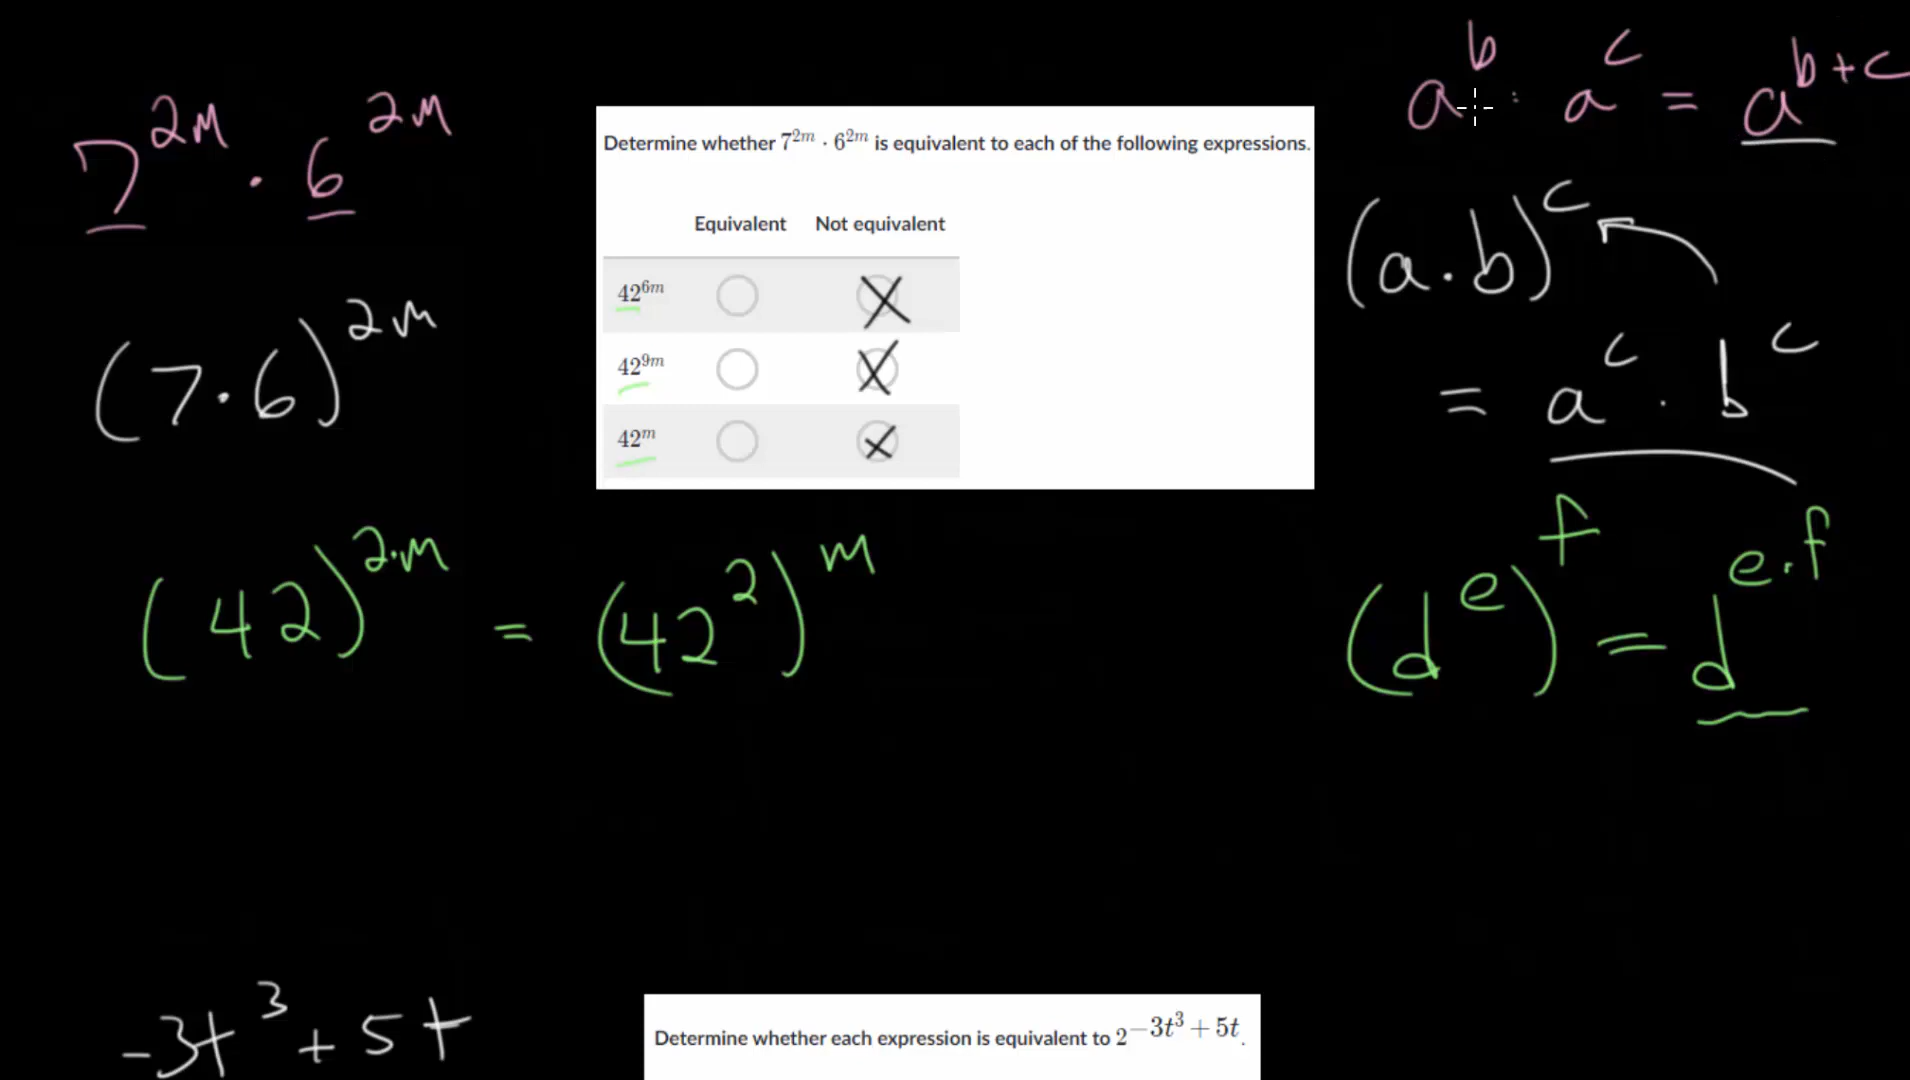 7^{2m} · 6^{2m}
(7·6)^{2m}
(42)^{2·m} = (42^2)^m
Determine whether 7^{2m} · 6^{2m} is equivalent to each of the following expressions.
Equivalent Not equivalent
42^{6m}
42^{9m}
42^m
a^b · a^c = a^{b+c}
(a·b)^c
= a^c · b^c
(d^e)^f = d^{e·f}
-3t^3 + 5t
Determine whether each expression is equivalent to 2^{-3t^3 + 5t}.